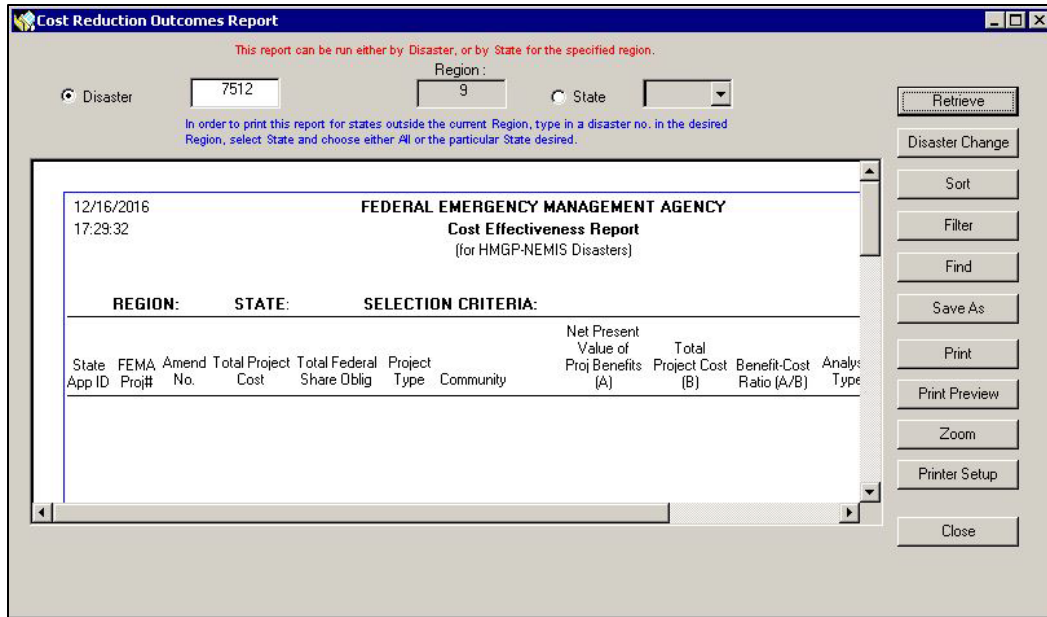 Cost Reduction Outcomes Report
This report can be run either by Disaster, or by State for the specified region.
Region :
Disaster 7512 9 State
In order to print this report for states outside the current Region, type in a disaster no. in the desired
Region, select State and choose either All or the particular State desired.
Retrieve
Disaster Change
Sort
Filter
Find
Save As
Print
Print Preview
Zoom
Printer Setup
Close
12/16/2016 FEDERAL EMERGENCY MANAGEMENT AGENCY
17:29:32 Cost Effectiveness Report
(for HMGP-NEMIS Disasters)
REGION: STATE: SELECTION CRITERIA:
Net Present
Value of Total
State FEMA Amend Total Project Total Federal Project Proj Benefits Project Cost Benefit-Cost Analys
App ID Proj# No. Cost Share Oblig Type Community (A) (B) Ratio (A/B) Type